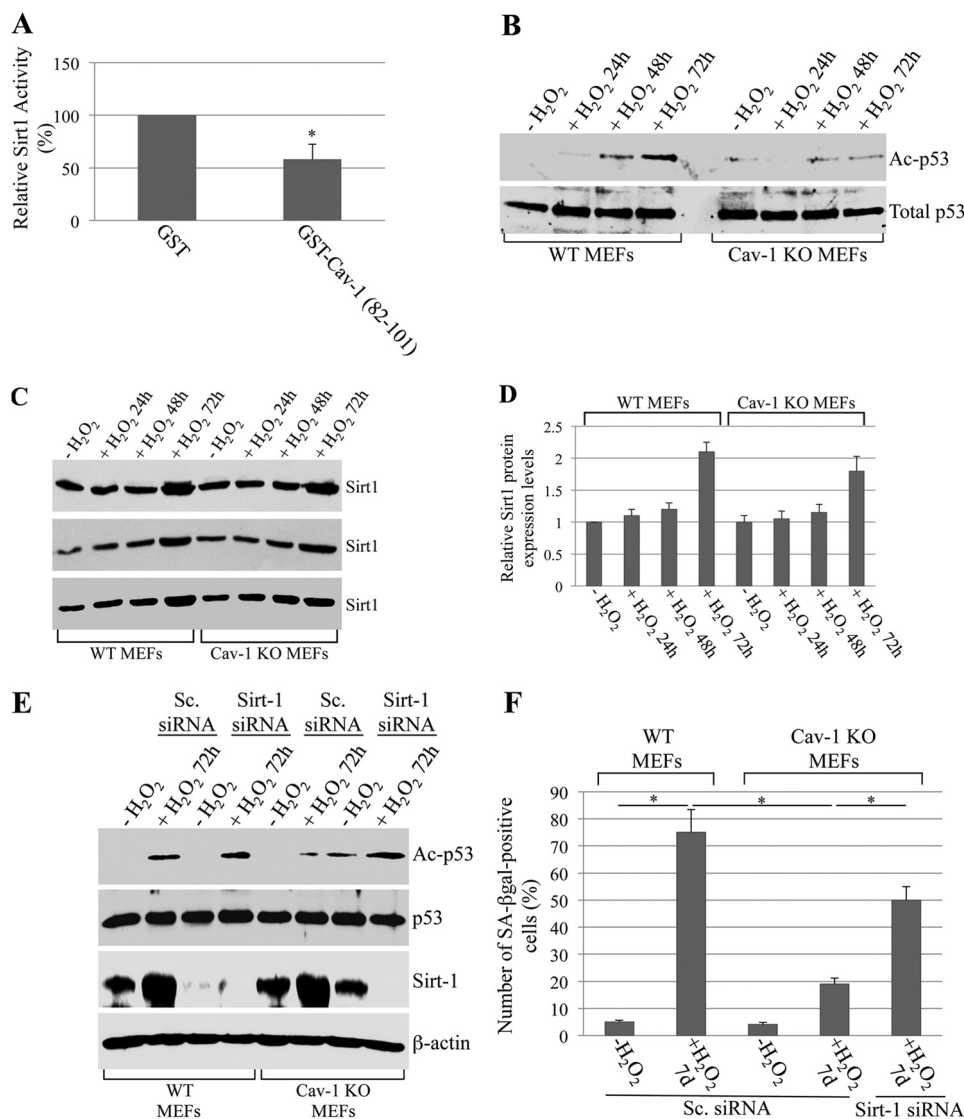 A
Relative Sirt1 Activity
(%)
150
100
50
0
*
GST
GST-Cav-1 (82-101)
B
- H₂O₂
+ H₂O₂ 24h
+ H₂O₂ 48h
+ H₂O₂ 72h
- H₂O₂
+ H₂O₂ 24h
+ H₂O₂ 48h
+ H₂O₂ 72h
Ac-p53
Total p53
WT MEFs
Cav-1 KO MEFs
C
- H₂O₂
+ H₂O₂ 24h
+ H₂O₂ 48h
+ H₂O₂ 72h
- H₂O₂
+ H₂O₂ 24h
+ H₂O₂ 48h
+ H₂O₂ 72h
Sirt1
Sirt1
Sirt1
WT MEFs
Cav-1 KO MEFs
D
WT MEFs
Cav-1 KO MEFs
Relative Sirt1 protein
expression levels
2.5
2
1.5
1
0.5
0
- H₂O₂
+ H₂O₂ 24h
+ H₂O₂ 48h
+ H₂O₂ 72h
- H₂O₂
+ H₂O₂ 24h
+ H₂O₂ 48h
+ H₂O₂ 72h
E
Sc.
siRNA
Sirt-1
siRNA
Sc.
siRNA
Sirt-1
siRNA
- H₂O₂
+ H₂O₂ 72h
- H₂O₂
+ H₂O₂ 72h
- H₂O₂
+ H₂O₂ 72h
- H₂O₂
+ H₂O₂ 72h
Ac-p53
p53
Sirt-1
β-actin
WT
MEFs
Cav-1 KO
MEFs
F
WT
MEFs
Cav-1 KO
MEFs
Number of SA-βgal-positive
cells (%)
90
80
70
60
50
40
30
20
10
0
*
*
*
-H₂O₂
+H₂O₂
7d
-H₂O₂
+H₂O₂
7d
+H₂O₂
7d
Sc. siRNA
Sirt-1 siRNA